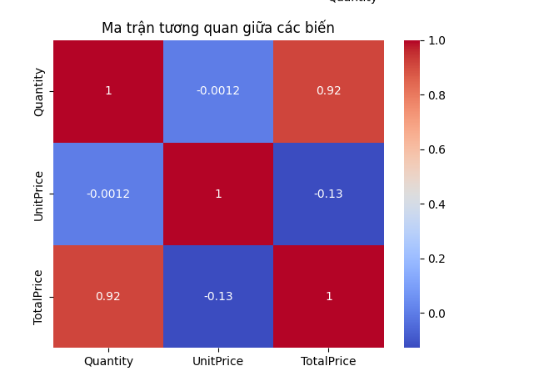 Quantity
Ma trận tương quan giữa các biến
Quantity 1 -0.0012 0.92
UnitPrice -0.0012 1 -0.13
TotalPrice 0.92 -0.13 1
Quantity UnitPrice TotalPrice
1.0
0.8
0.6
0.4
0.2
0.0